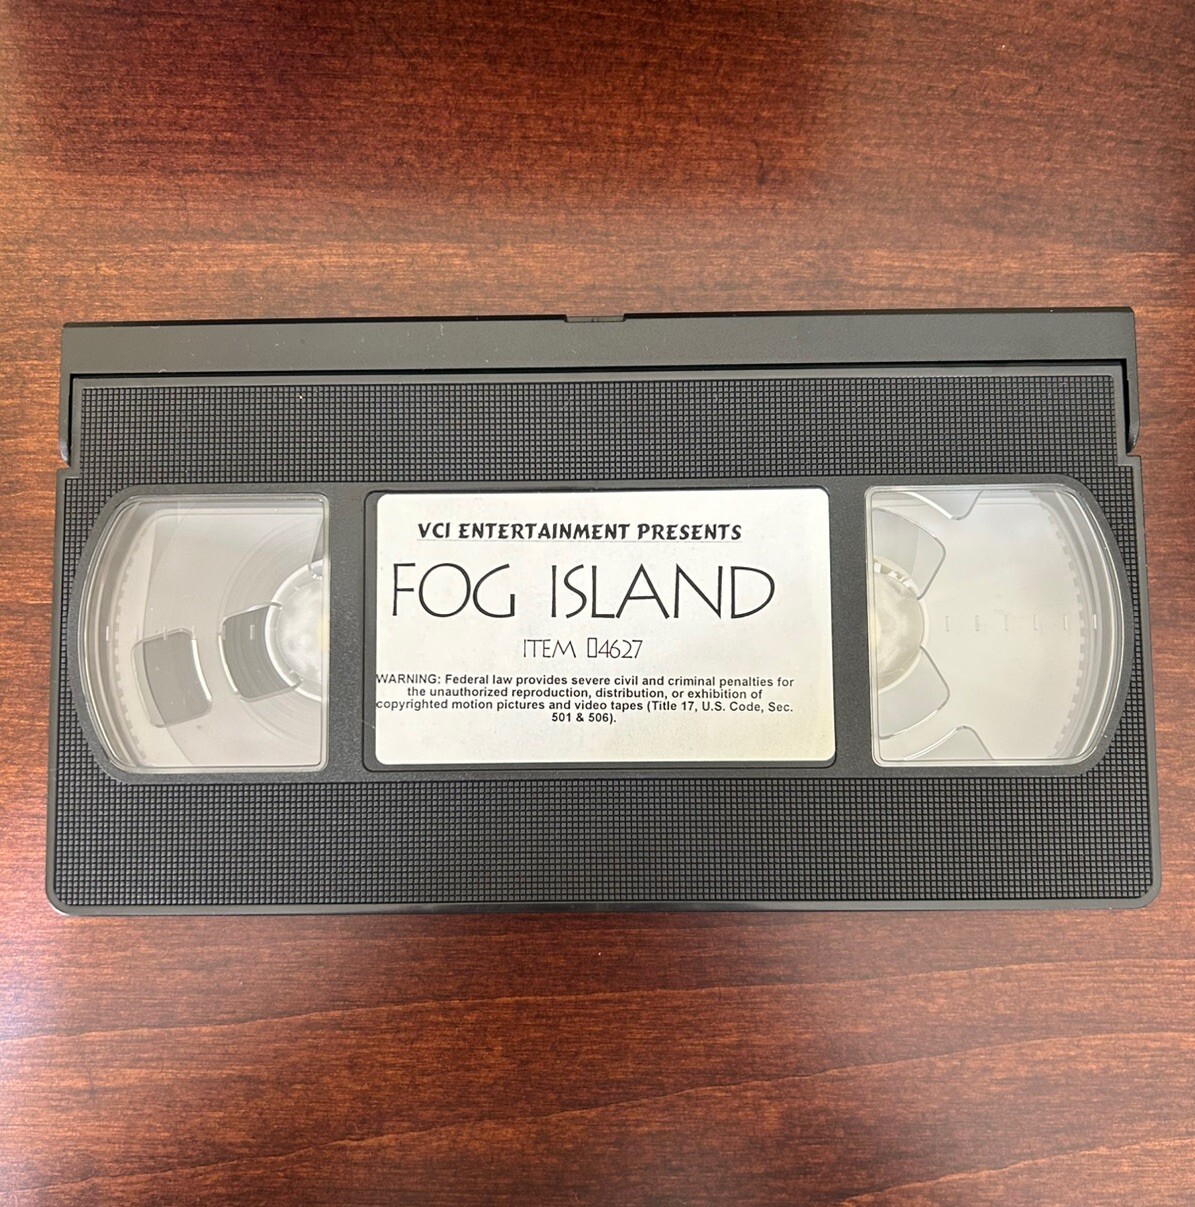 VCI ENTERTAINMENT PRESENTS
FOG ISLAND
ITEM ▯4627
WARNING: Federal law provides severe civil and criminal penalties for
the unauthorized reproduction, distribution, or exhibition of
copyrighted motion pictures and video tapes (Title 17, U.S. Code, Sec.
501 & 506).